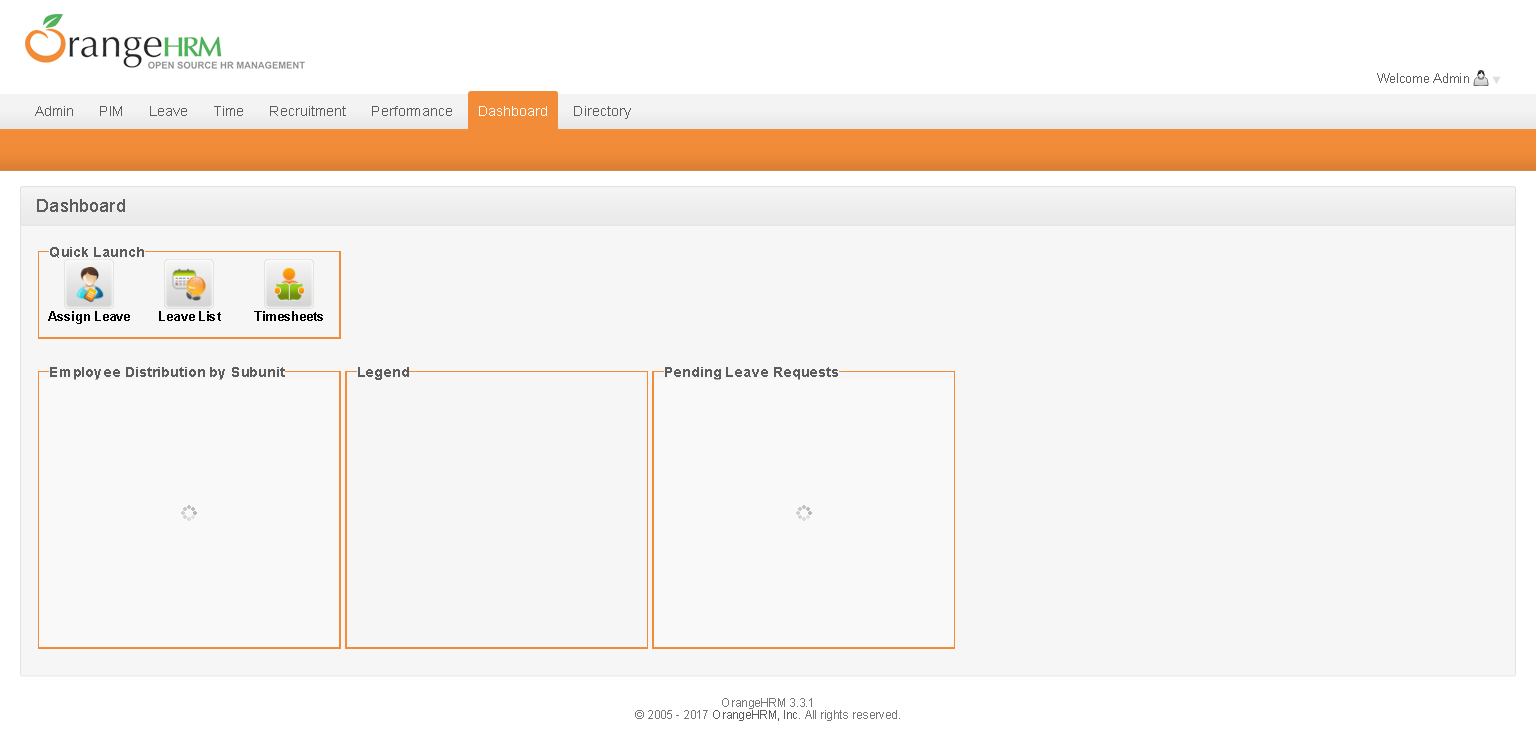 OrangeHRM
OPEN SOURCE HR MANAGEMENT
Welcome Admin
Admin PIM Leave Time Recruitment Performance Dashboard Directory
Dashboard
Quick Launch
Assign Leave Leave List Timesheets
Employee Distribution by Subunit Legend Pending Leave Requests
OrangeHRM 3.3.1
© 2005 - 2017 OrangeHRM, Inc. All rights reserved.